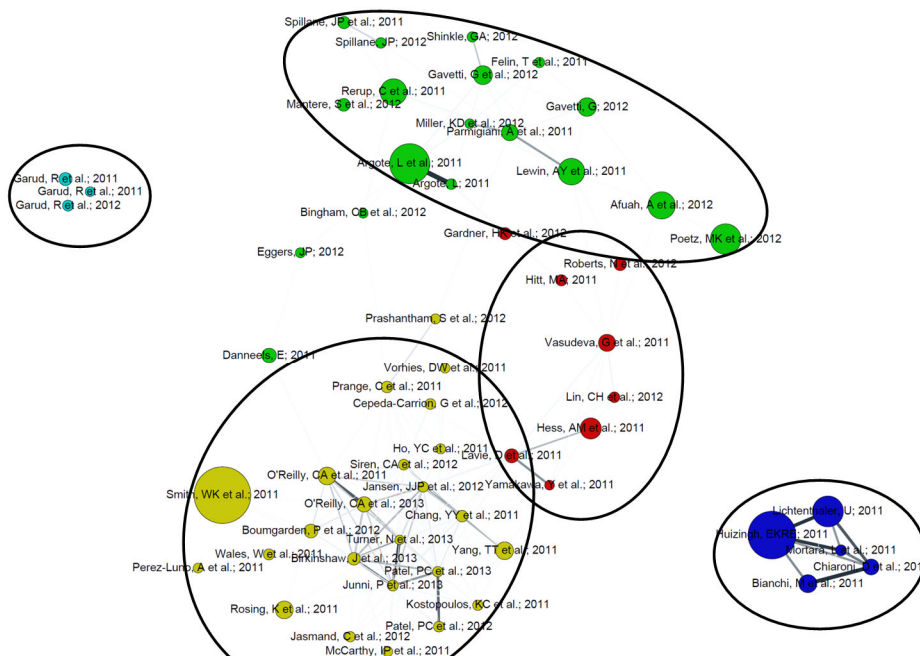 Spillane, JP et al.; 2011
Spillane, JP; 2012
Shinkle, GA; 2012
Felin, T et al.; 2011
Gavetti, G et al.; 2012
Rerup, C et al.; 2011
Mantere, S et al.; 2012
Gavetti, G; 2012
Miller, KD et al.; 2012
Parmigiani, A et al.; 2011
Argote, L et al.; 2011
Lewin, AY et al.; 2011
Argote, L; 2011
Garud, R et al.; 2011
Garud, R et al.; 2011
Garud, R et al.; 2012
Afuah, A et al.; 2012
Bingham, CB et al.; 2012
Gardner, HK et al.; 2012
Poetz, MK et al.; 2012
Eggers, JP; 2012
Roberts, N et al.; 2012
Hitt, MA; 2011
Prashantham, S et al.; 2012
Vasudeva, G et al.; 2011
Danneels, E; 2011
Vorhies, DW et al.; 2011
Prange, C et al.; 2011
Lin, CH et al.; 2012
Cepeda-Carrion, G et al.; 2012
Hess, AM et al.; 2011
Ho, YC et al.; 2011
Lavie, D et al.; 2011
Siren, CA et al.; 2012
O'Reilly, CA et al.; 2011
Jansen, JJP et al.; 2012
Yamakawa, Y et al.; 2011
Smith, WK et al.; 2011
O'Reilly, CA et al.; 2013
Lichtenthaler, U; 2011
Chang, YY et al.; 2011
Boumgarden, P et al.; 2012
Huizingh, EKRE; 2011
Turner, N et al.; 2013
Wales, W et al.; 2011
Birkinshaw, J et al.; 2013
Yang, TT et al.; 2011
Mortara, L et al.; 2011
Perez-Luno, A et al.; 2011
Patel, PC et al.; 2013
Chiaroni, D et al.; 201
Junni, P et al.; 2013
Bianchi, M et al.; 2011
Rosing, K et al.; 2011
Kostopoulos, KC et al.; 2011
Patel, PC et al.; 2012
Jasmand, C et al.; 2012
McCarthy, IP et al.; 2011